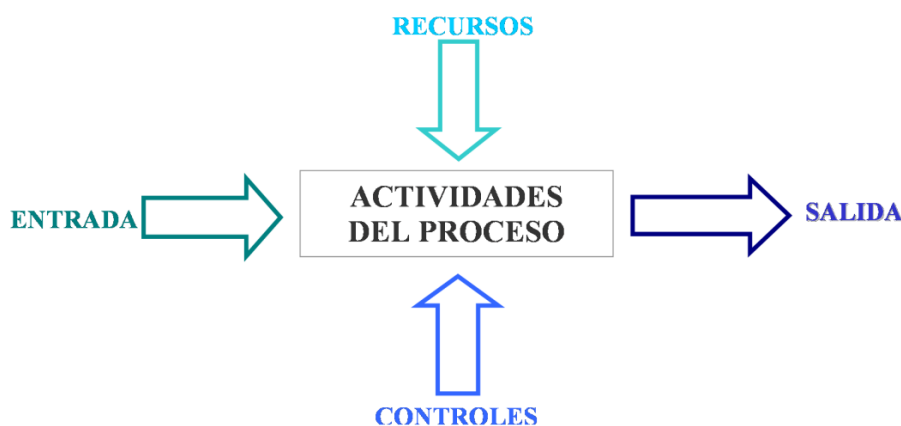 RECURSOS
ENTRADA
ACTIVIDADES
DEL PROCESO
SALIDA
CONTROLES